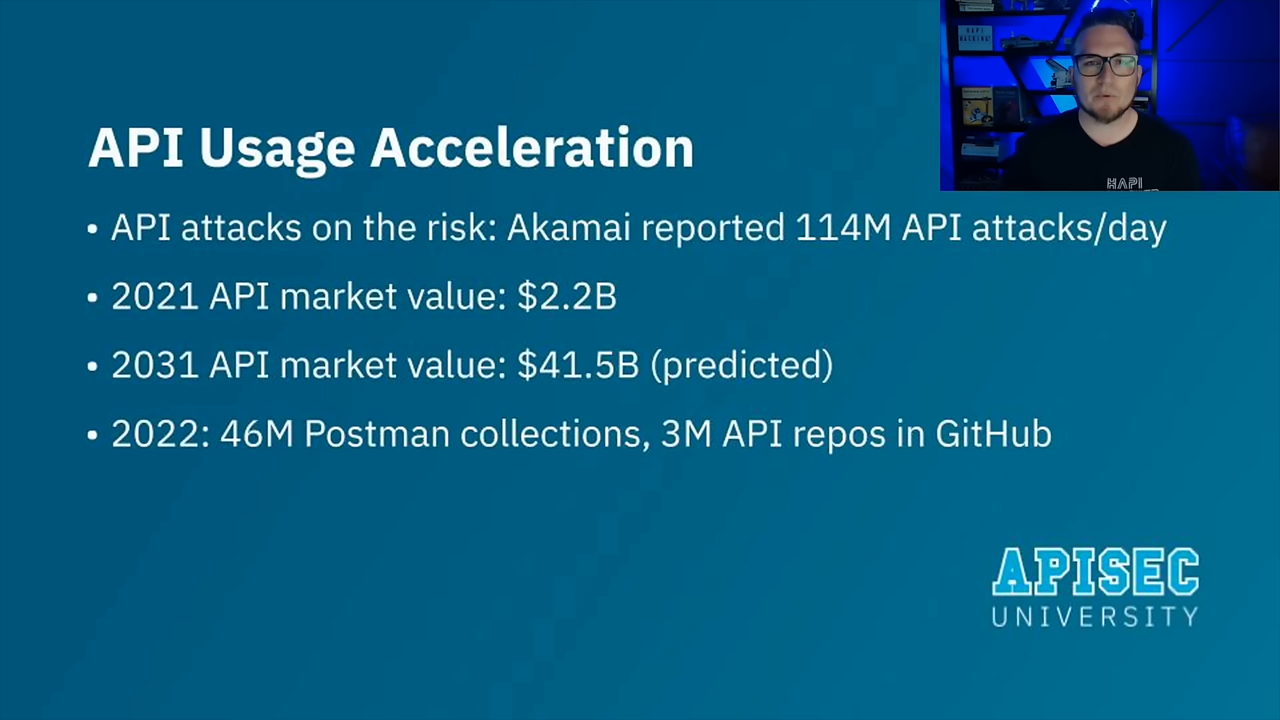 API Usage Acceleration
• API attacks on the risk: Akamai reported 114M API attacks/day
• 2021 API market value: $2.2B
• 2031 API market value: $41.5B (predicted)
• 2022: 46M Postman collections, 3M API repos in GitHub
HAPI
APISEC
UNIVERSITY